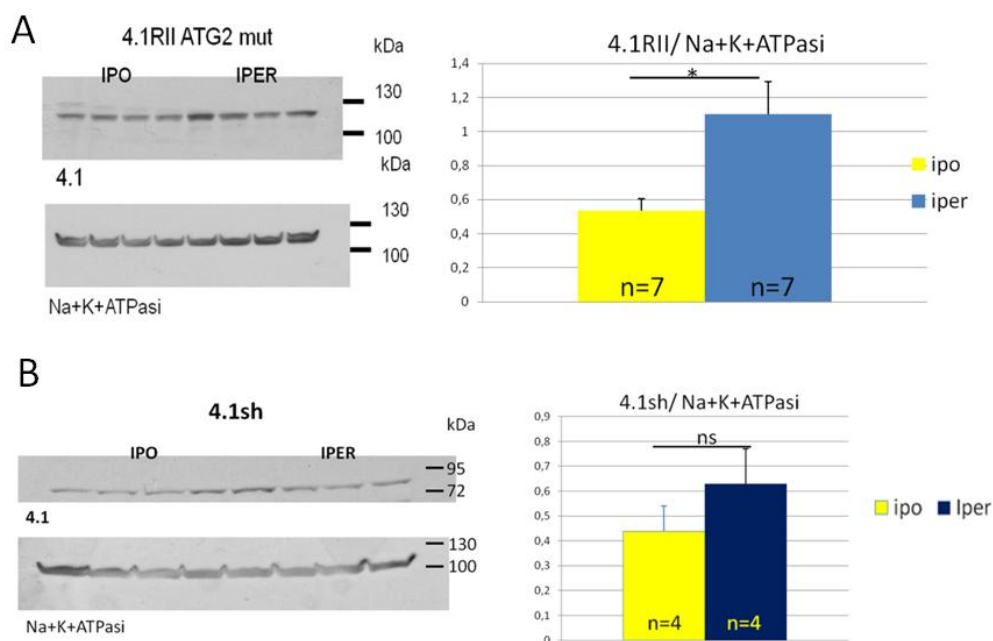 A
4.1RII ATG2 mut
kDa
IPO IPER
130
100
kDa
4.1
130
100
Na+K+ATPasi
4.1RII/ Na+K+ATPasi
1,4
1,2
1
0,8
0,6
0,4
0,2
0
*
n=7 n=7
ipo
iper
B
4.1sh
kDa
IPO IPER
95
72
4.1
130
100
Na+K+ATPasi
4.1sh/ Na+K+ATPasi
0,9
0,8
0,7
0,6
0,5
0,4
0,3
0,2
0,1
0
ns
n=4 n=4
ipo Iper